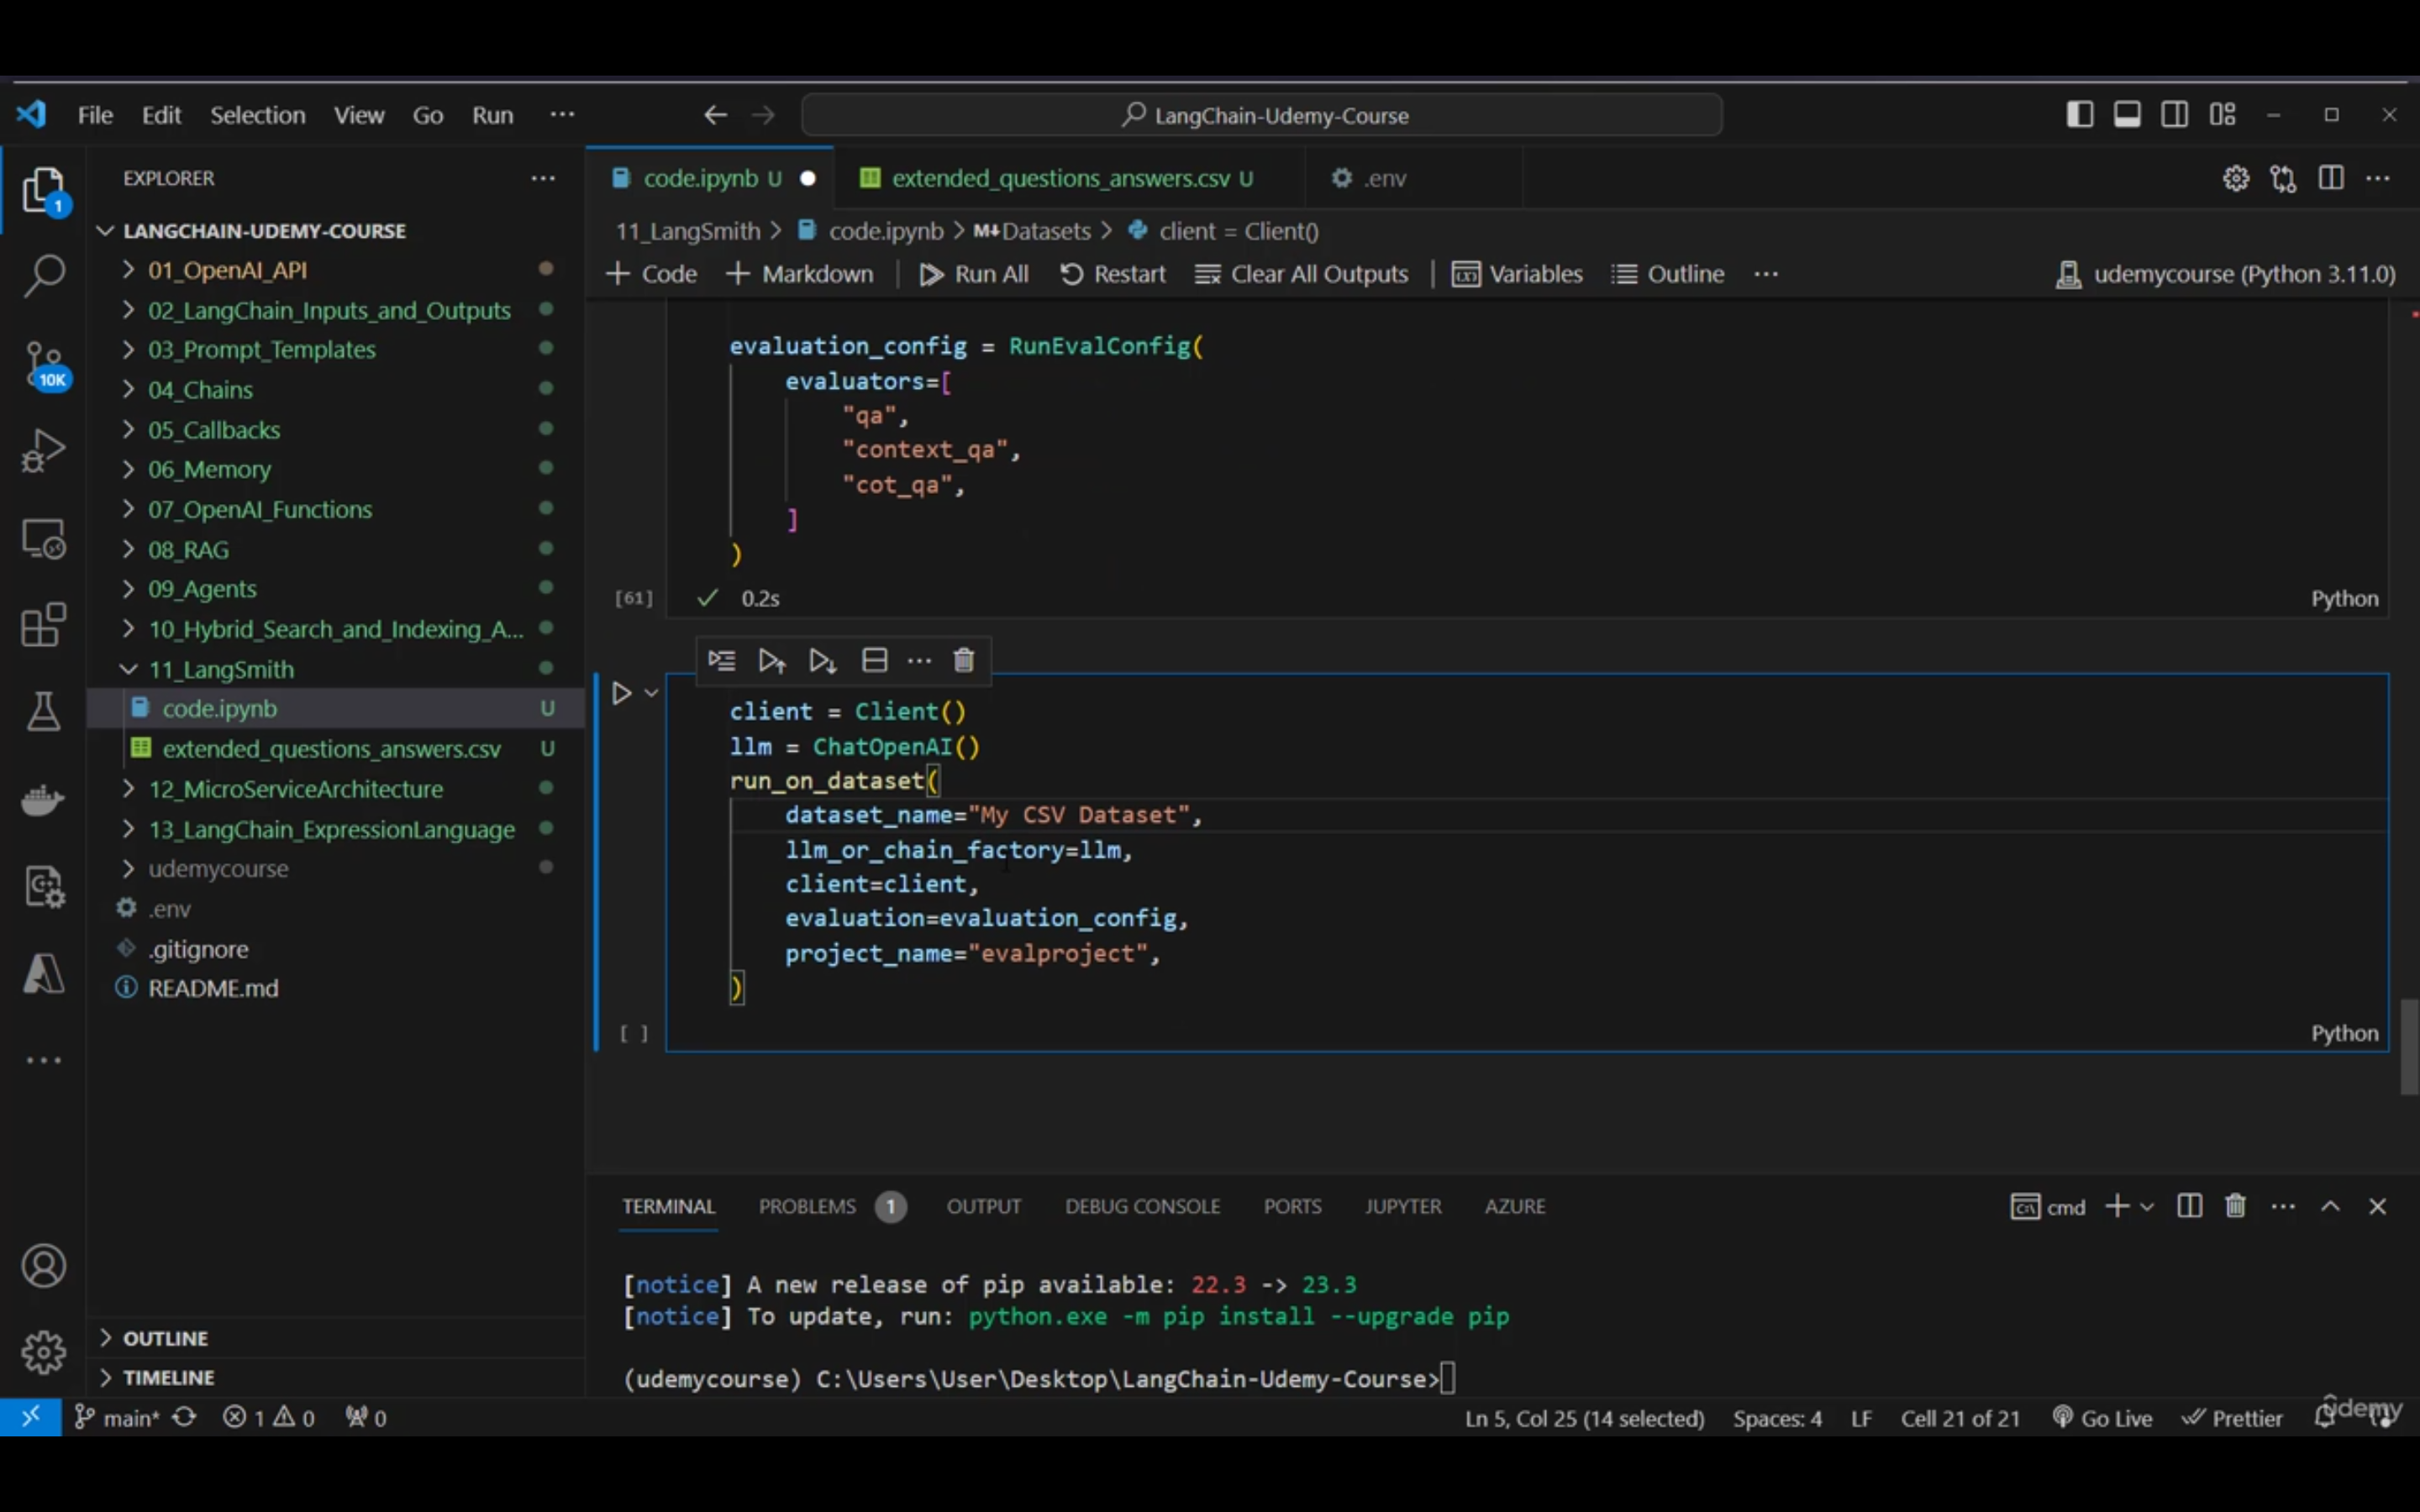 File Edit Selection View Go Run ···
LangChain-Udemy-Course
EXPLORER
code.ipynb U
extended_questions_answers.csv U
.env
1
LANGCHAIN-UDEMY-COURSE
11_LangSmith > code.ipynb > M↓Datasets > client = Client()
+ Code + Markdown | Run All Restart Clear All Outputs | Variables Outline ··· udemycourse (Python 3.11.0)
01_OpenAI_API
02_LangChain_Inputs_and_Outputs
03_Prompt_Templates
10K
04_Chains
05_Callbacks
06_Memory
07_OpenAI_Functions
08_RAG
09_Agents
10_Hybrid_Search_and_Indexing_A...
11_LangSmith
code.ipynb U
extended_questions_answers.csv U
12_MicroServiceArchitecture
13_LangChain_ExpressionLanguage
udemycourse
.env
.gitignore
README.md
OUTLINE
TIMELINE
evaluation_config = RunEvalConfig(
evaluators=[
"qa",
"context_qa",
"cot_qa",
]
)
[61] 0.2s Python
client = Client()
llm = ChatOpenAI()
run_on_dataset(
dataset_name="My CSV Dataset",
llm_or_chain_factory=llm,
client=client,
evaluation=evaluation_config,
project_name="evalproject",
)
[ ] Python
TERMINAL PROBLEMS 1 OUTPUT DEBUG CONSOLE PORTS JUPYTER AZURE cmd
[notice] A new release of pip available: 22.3 -> 23.3
[notice] To update, run: python.exe -m pip install --upgrade pip
(udemycourse) C:\Users\User\Desktop\LangChain-Udemy-Course>
main* 1 0 0 Ln 5, Col 25 (14 selected) Spaces: 4 LF Cell 21 of 21 Go Live Prettier
udemy